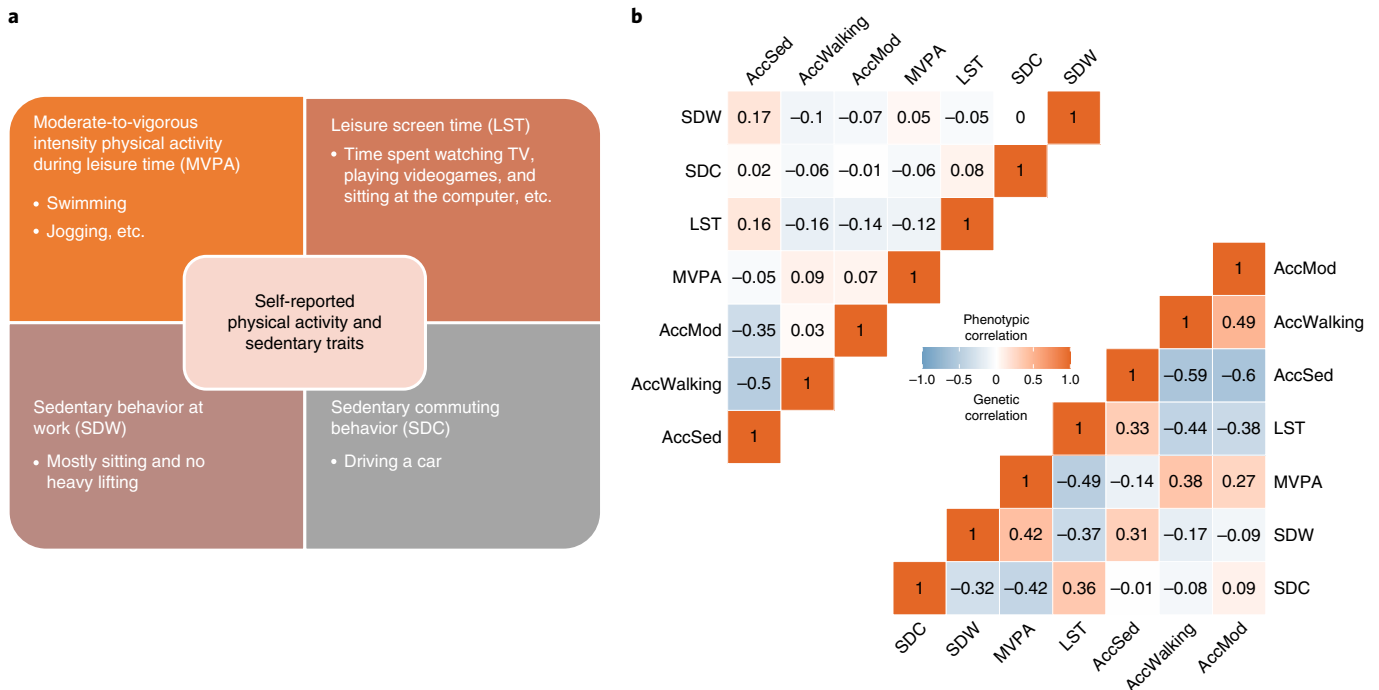 a
Moderate-to-vigorous
intensity physical activity
during leisure time (MVPA)
• Swimming
• Jogging, etc.
Leisure screen time (LST)
• Time spent watching TV,
playing videogames, and
sitting at the computer, etc.
Self-reported
physical activity and
sedentary traits
Sedentary behavior at
work (SDW)
• Mostly sitting and no
heavy lifting
Sedentary commuting
behavior (SDC)
• Driving a car
b
AccSed AccWalking AccMod MVPA LST SDC SDW
SDW 0.17 −0.1 −0.07 0.05 −0.05 0 1
SDC 0.02 −0.06 −0.01 −0.06 0.08 1
LST 0.16 −0.16 −0.14 −0.12 1
MVPA −0.05 0.09 0.07 1
AccMod −0.35 0.03 1
AccWalking −0.5 1
AccSed 1
Phenotypic
correlation
−1.0 −0.5 0 0.5 1.0
Genetic
correlation
1 AccMod
1 0.49 AccWalking
1 −0.59 −0.6 AccSed
1 0.33 −0.44 −0.38 LST
1 −0.49 −0.14 0.38 0.27 MVPA
1 0.42 −0.37 0.31 −0.17 −0.09 SDW
1 −0.32 −0.42 0.36 −0.01 −0.08 0.09 SDC
SDC SDW MVPA LST AccSed AccWalking AccMod